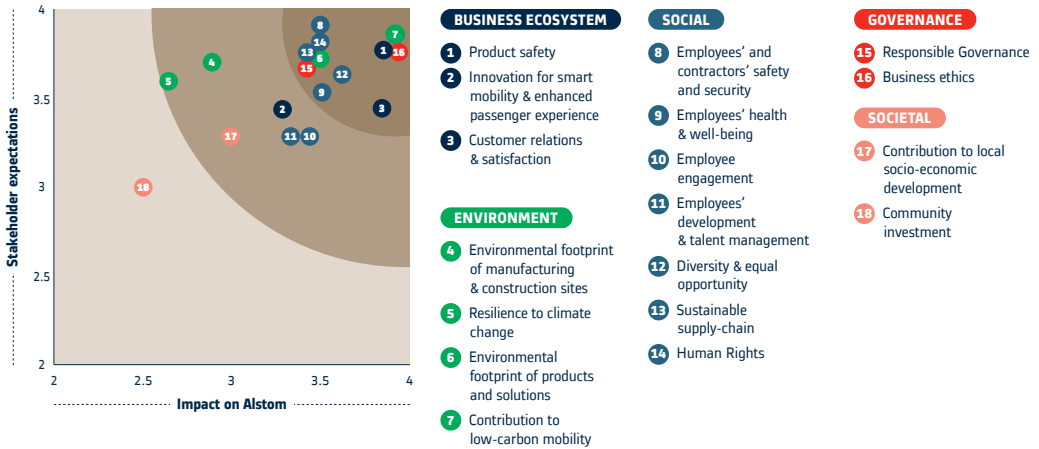 4
3.5
3
2.5
2
Stakeholder expectations
2
2.5
3
3.5
4
Impact on Alstom
8
14
13
6
15
12
9
7
1
16
3
4
5
2
11
10
17
18
BUSINESS ECOSYSTEM
1 Product safety
2 Innovation for smart
mobility & enhanced
passenger experience
3 Customer relations
& satisfaction
ENVIRONMENT
4 Environmental footprint
of manufacturing
& construction sites
5 Resilience to climate
change
6 Environmental
footprint of products
and solutions
7 Contribution to
low-carbon mobility
SOCIAL
8 Employees’ and
contractors’ safety
and security
9 Employees’ health
& well-being
10 Employee
engagement
11 Employees’
development
& talent management
12 Diversity & equal
opportunity
13 Sustainable
supply-chain
14 Human Rights
GOVERNANCE
15 Responsible Governance
16 Business ethics
SOCIETAL
17 Contribution to local
socio-economic
development
18 Community
investment